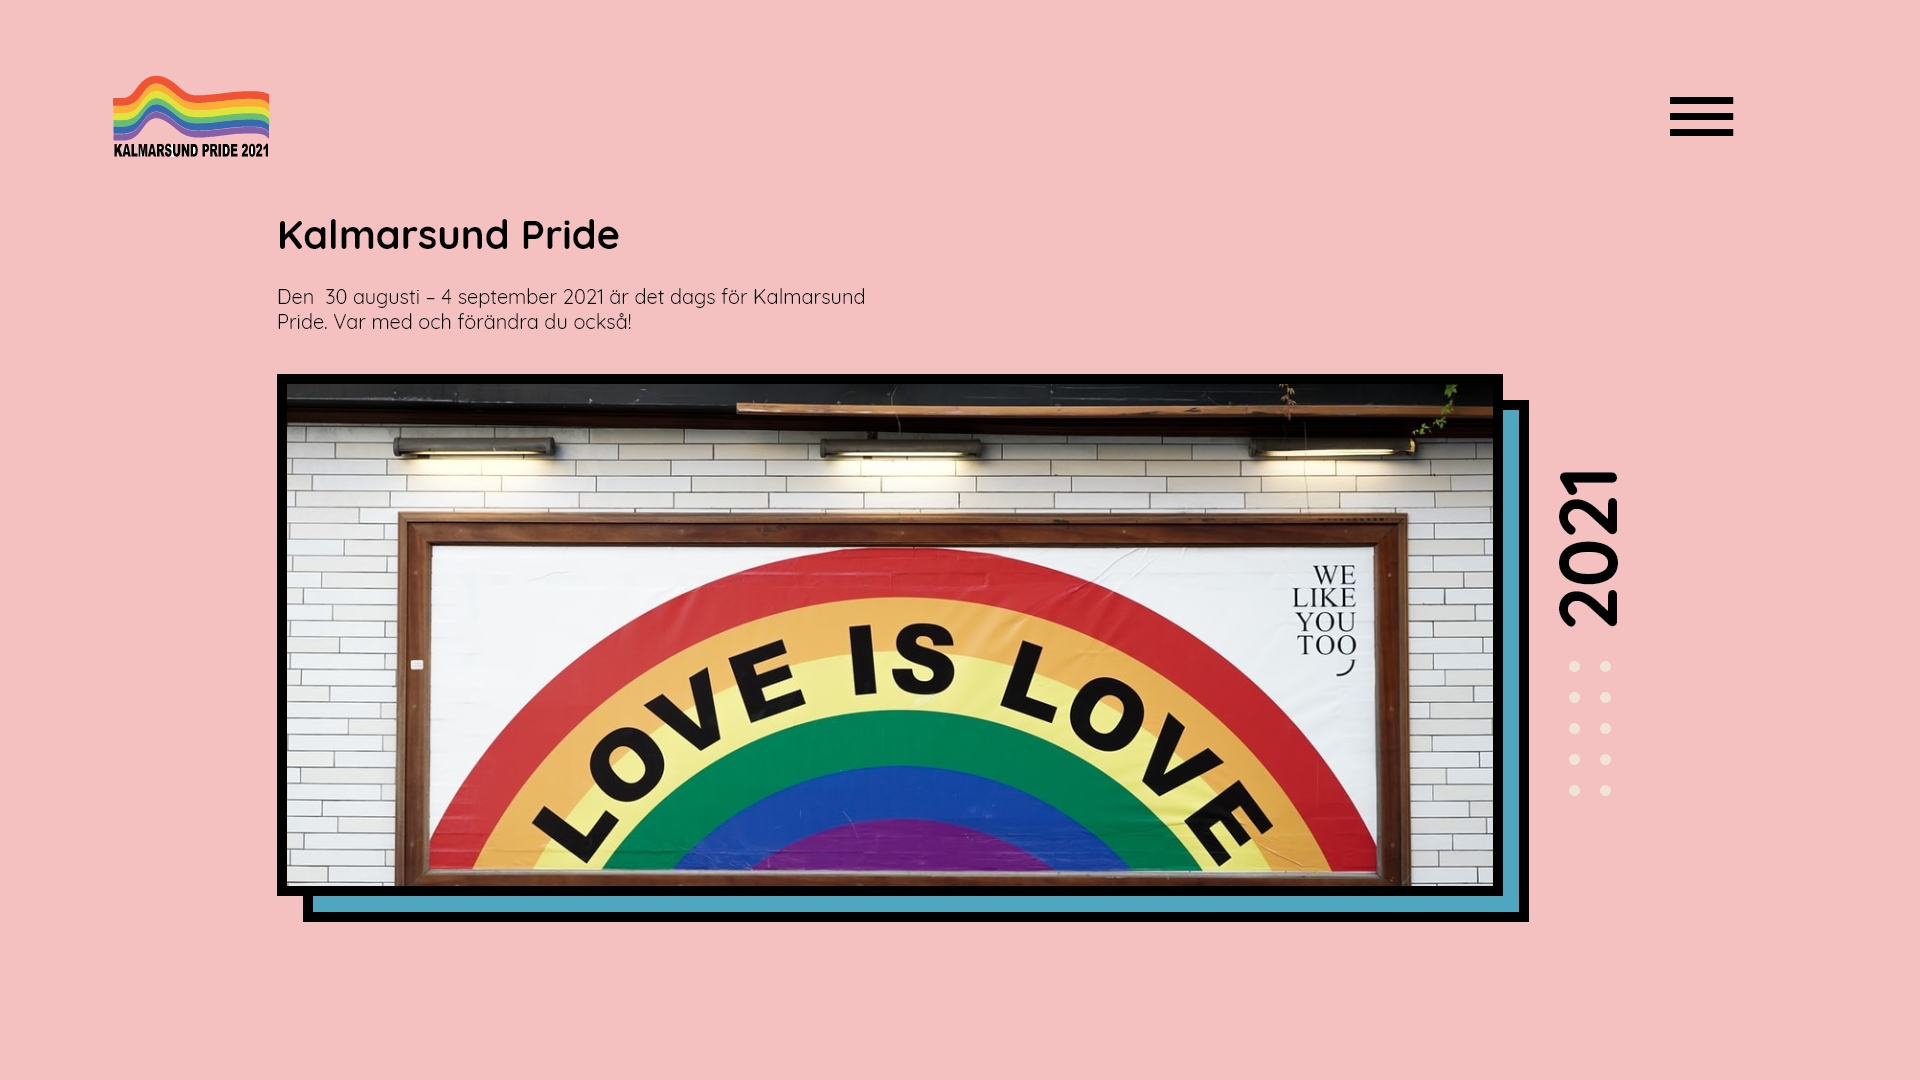 KALMARSUND PRIDE 2021
Kalmarsund Pride
Den  30 augusti – 4 september 2021 är det dags för Kalmarsund
Pride. Var med och förändra du också!
WE
LIKE
YOU
TOO
LOVE IS LOVE
2021